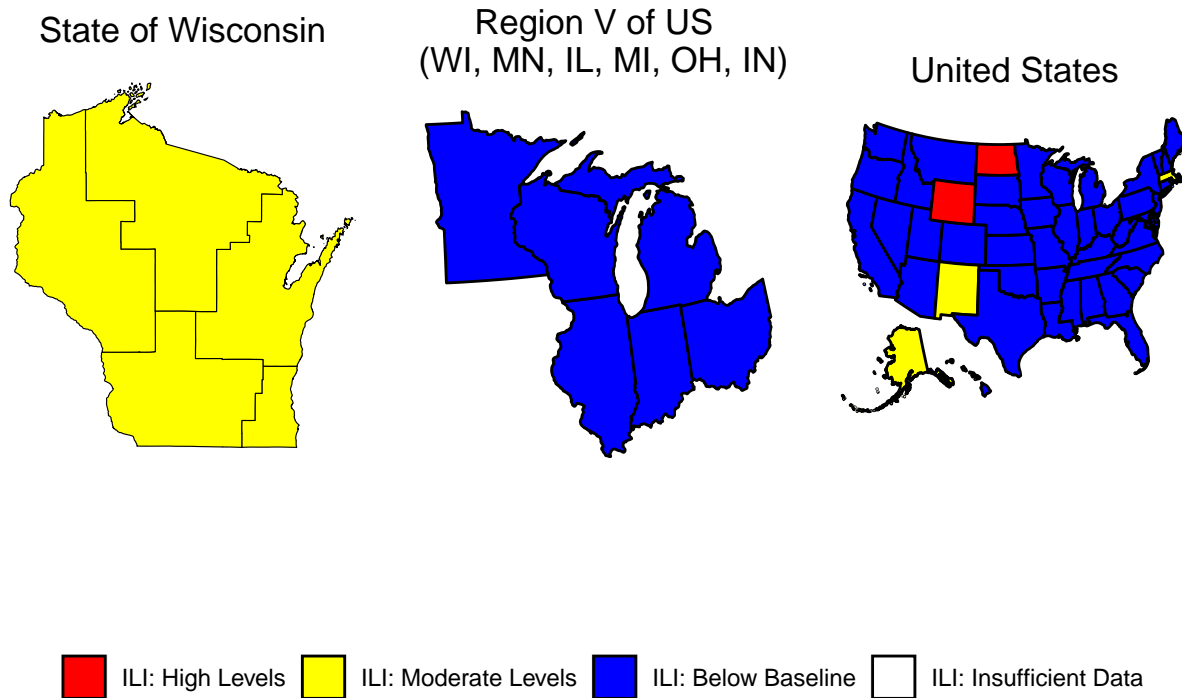 State of Wisconsin
Region V of US
(WI, MN, IL, MI, OH, IN)
United States
ILI: High Levels
ILI: Moderate Levels
ILI: Below Baseline
ILI: Insufficient Data